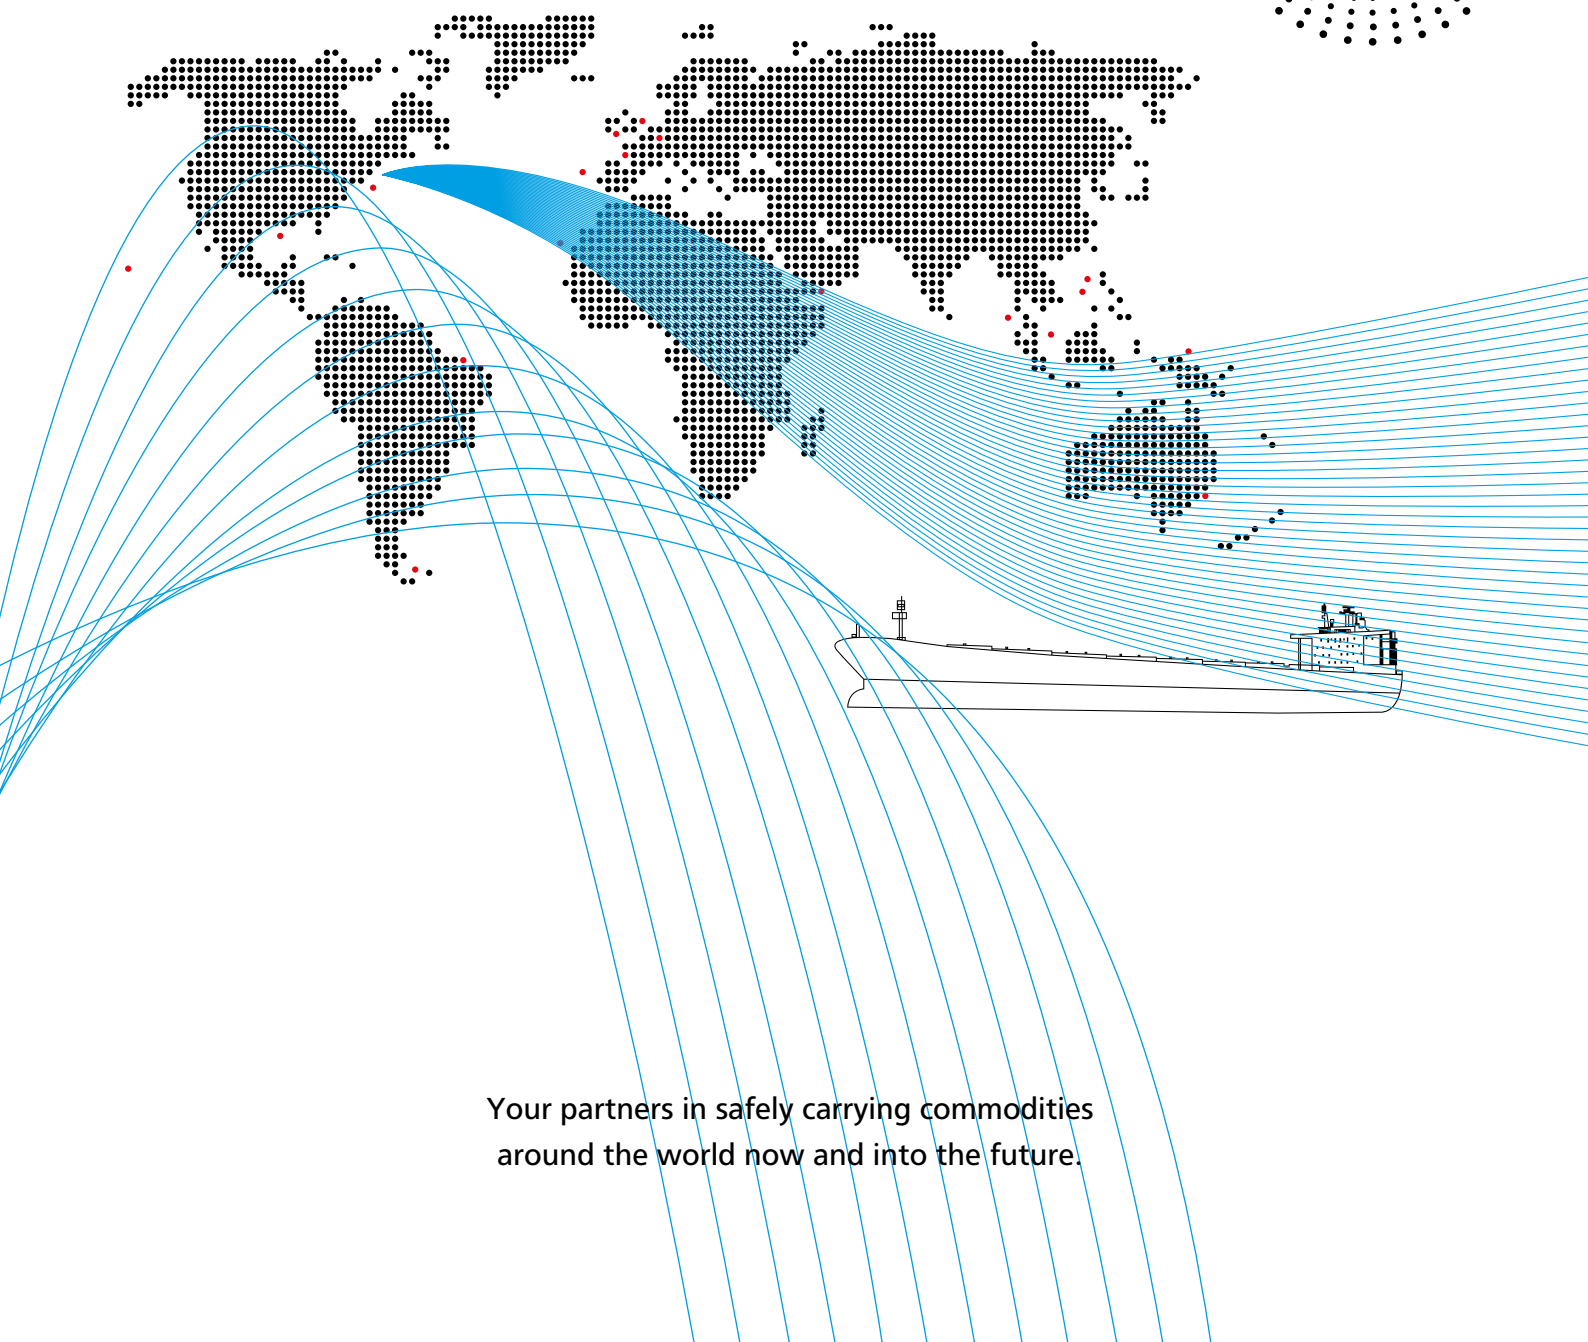 Your partners in safely carrying commodities
around the world now and into the future.